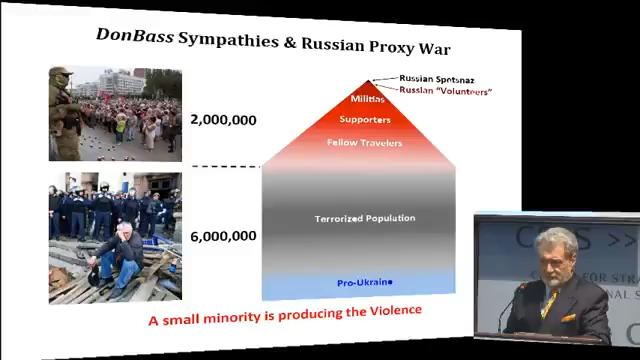 DonBass Sympathies & Russian Proxy War
Russian Spetsnaz
Russian "Volunteers"
Militias
Supporters
Fellow Travelers
2,000,000
Terrorized Population
6,000,000
Pro-Ukraine
A small minority is producing the Violence